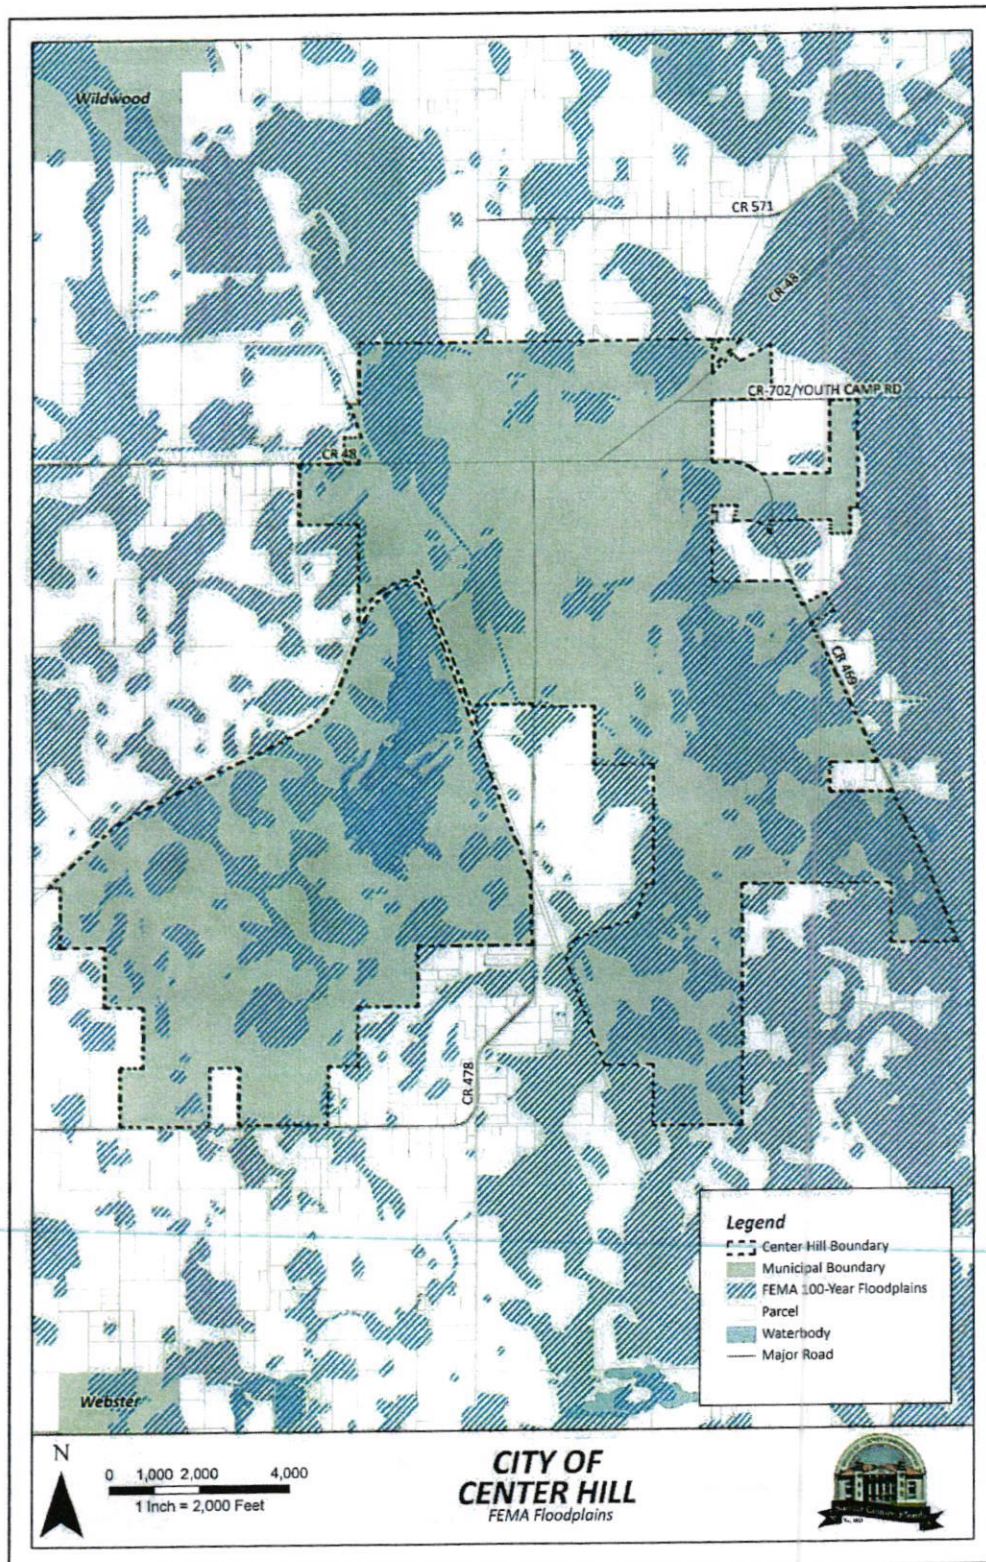 Wildwood
CR 571
CR 48
CR-702/YOUTH CAMP RD
CR 48
CR 469
CR 478
Legend
Center Hill Boundary
Municipal Boundary
FEMA 100-Year Floodplains
Parcel
Waterbody
Major Road
Webster
N
0 1,000 2,000 4,000
1 Inch = 2,000 Feet
CITY OF
CENTER HILL
FEMA Floodplains